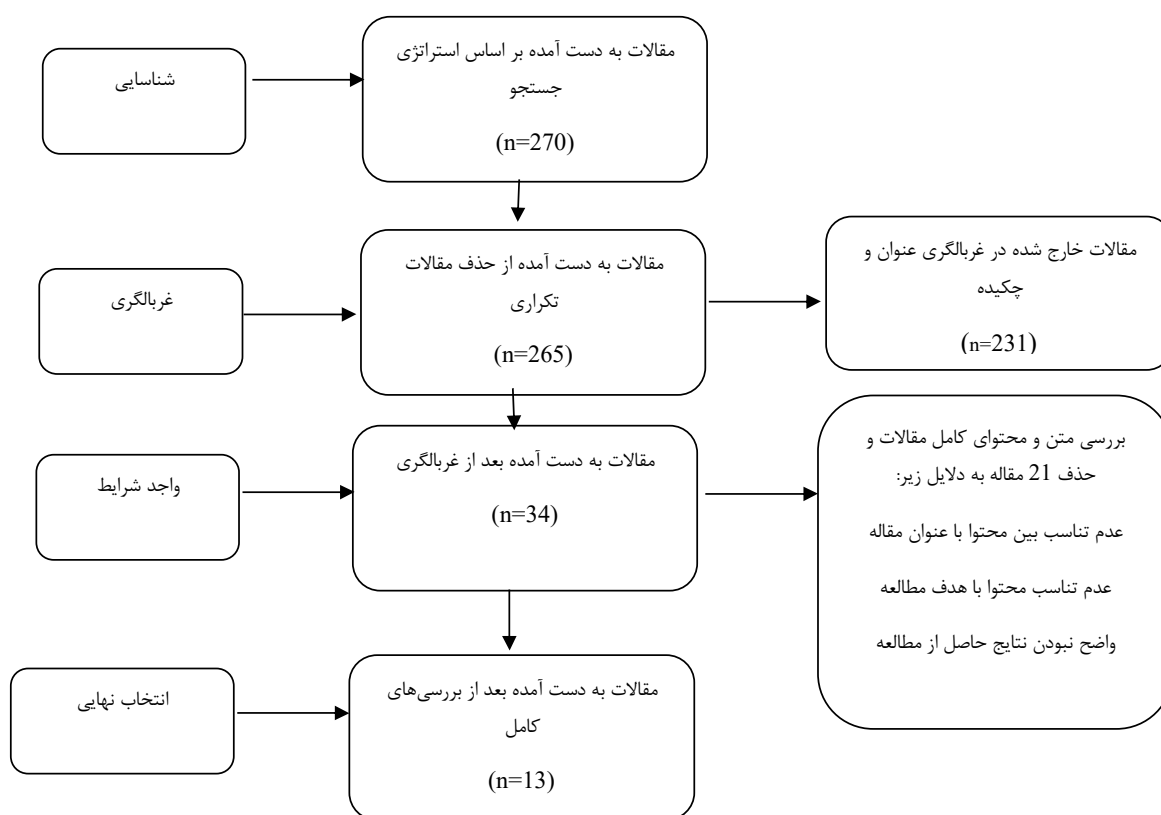 شناسایی
مقالات به دست آمده بر اساس استراتژی
جستجو
(n=270)
غربالگری
مقالات به دست آمده از حذف مقالات
تکراری
(n=265)
مقالات خارج شده در غربالگری عنوان و
چکیده
(n=231)
واجد شرایط
مقالات به دست آمده بعد از غربالگری
(n=34)
بررسی متن و محتوای کامل مقالات و
حذف 21 مقاله به دلایل زیر:
عدم تناسب بین محتوا با عنوان مقاله
عدم تناسب محتوا با هدف مطالعه
واضح نبودن نتایج حاصل از مطالعه
انتخاب نهایی
مقالات به دست آمده بعد از بررسی‌های
کامل
(n=13)